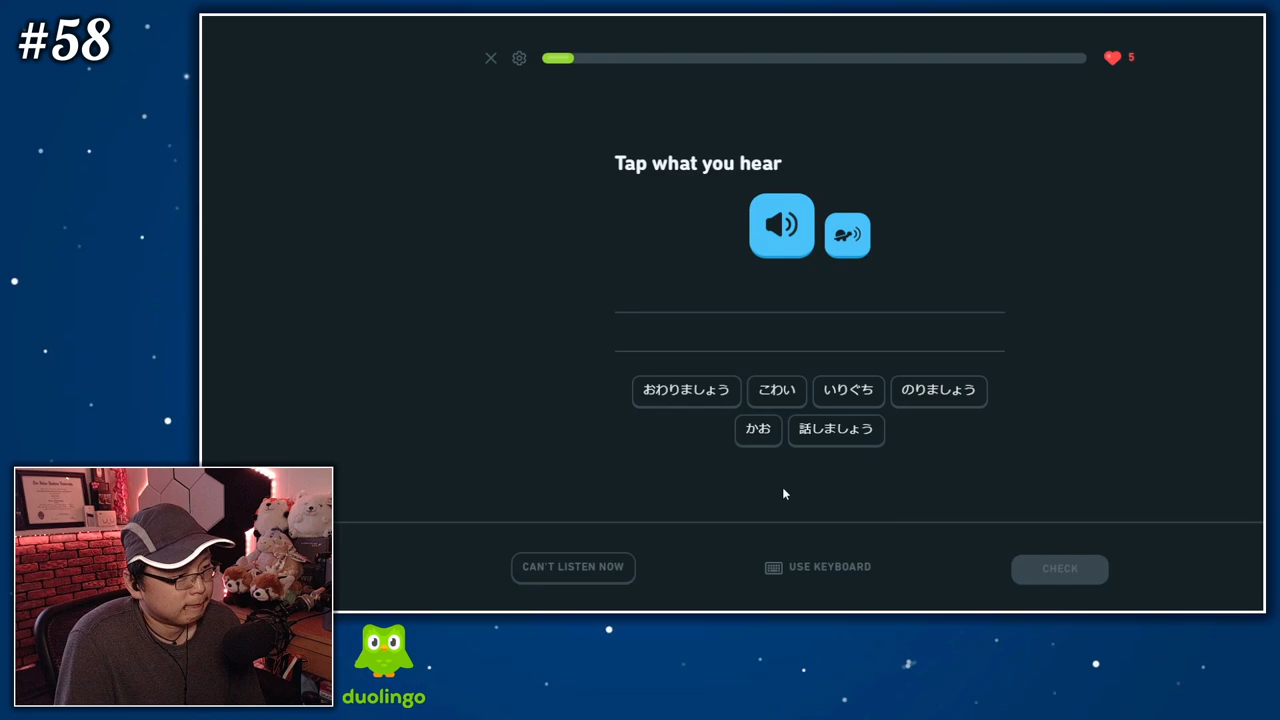 #58
5
Tap what you hear
おわりましょう こわい いりぐち のりましょう
かお 話しましょう
CAN'T LISTEN NOW USE KEYBOARD CHECK
duolingo